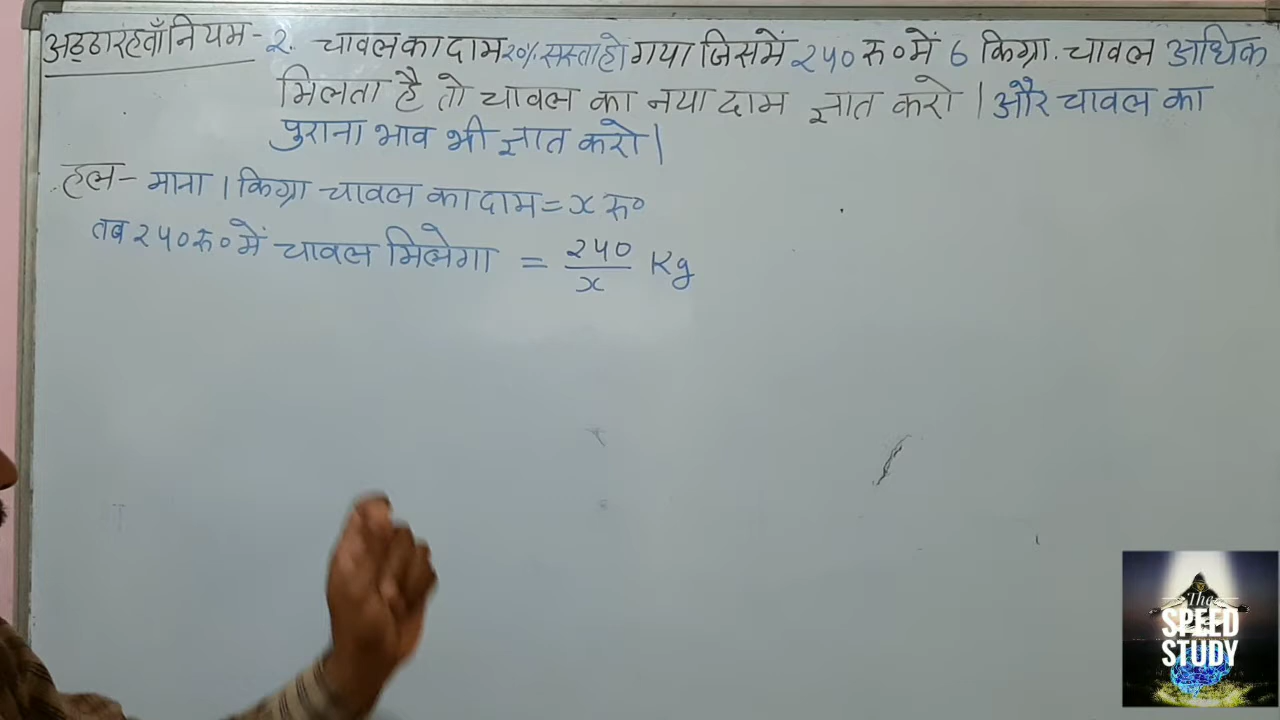 अठ्ठारहवाँ नियम- २. चावल का दाम २०% सस्ता हो गया जिसमें २५० रु० में 6 किग्रा. चावल अधिक
मिलता है तो चावल का नया दाम ज्ञात करो | और चावल का
पुराना भाव भी ज्ञात करो |
हल- माना 1 किग्रा चावल का दाम = x रु०
तब २५० रु० में चावल मिलेगा = २५०/x Kg
The
SPEED
STUDY